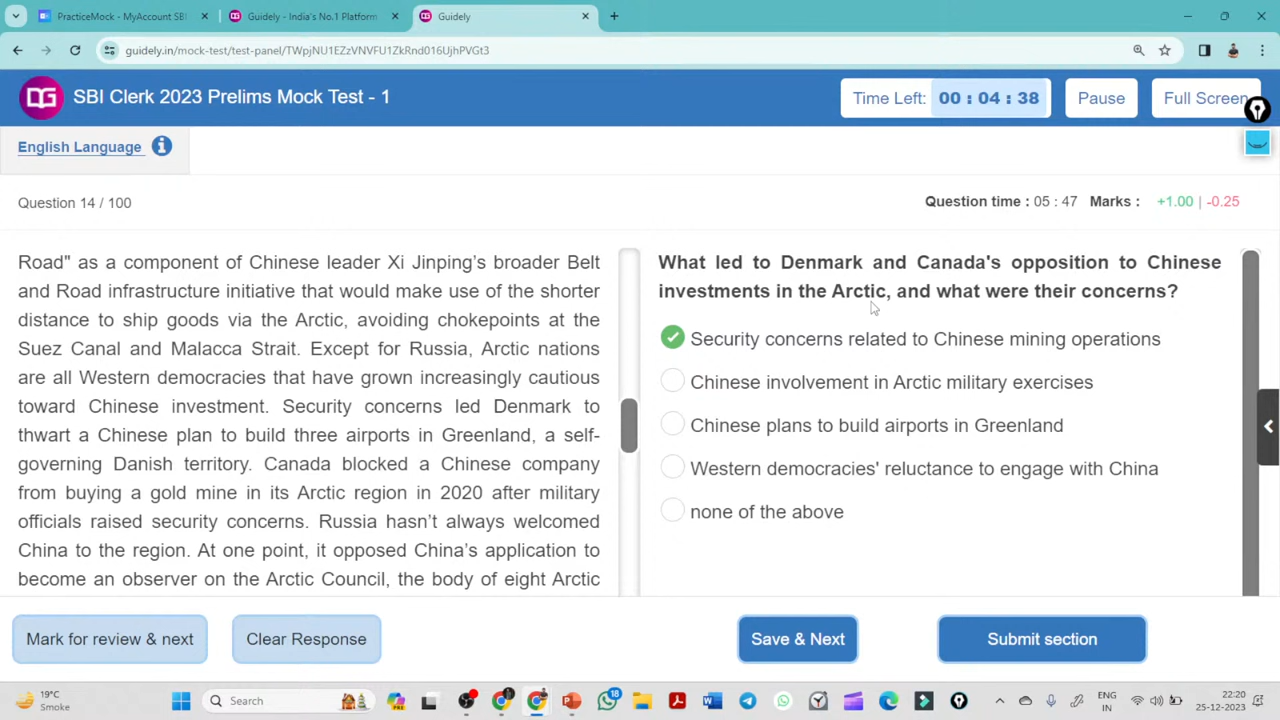 PracticeMock - MyAccount SBI
Guidely - India's No.1 Platform
Guidely
guidely.in/mock-test/test-panel/TWpjNU1EZzVNVFU1ZkRnd016UjhPVGt3
DG
SBI Clerk 2023 Prelims Mock Test - 1
Time Left: 00 : 04 : 38
Pause
Full Screen
English Language
Question 14 / 100
Question time : 05 : 47 Marks : +1.00 | -0.25
Road" as a component of Chinese leader Xi Jinping's broader Belt
and Road infrastructure initiative that would make use of the shorter
distance to ship goods via the Arctic, avoiding chokepoints at the
Suez Canal and Malacca Strait. Except for Russia, Arctic nations
are all Western democracies that have grown increasingly cautious
toward Chinese investment. Security concerns led Denmark to
thwart a Chinese plan to build three airports in Greenland, a self-
governing Danish territory. Canada blocked a Chinese company
from buying a gold mine in its Arctic region in 2020 after military
officials raised security concerns. Russia hasn't always welcomed
China to the region. At one point, it opposed China's application to
become an observer on the Arctic Council, the body of eight Arctic
What led to Denmark and Canada's opposition to Chinese
investments in the Arctic, and what were their concerns?
Security concerns related to Chinese mining operations
Chinese involvement in Arctic military exercises
Chinese plans to build airports in Greenland
Western democracies' reluctance to engage with China
none of the above
Mark for review & next
Clear Response
Save & Next
Submit section
19°C
Smoke
Search
18
ENG
IN
22:20
25-12-2023